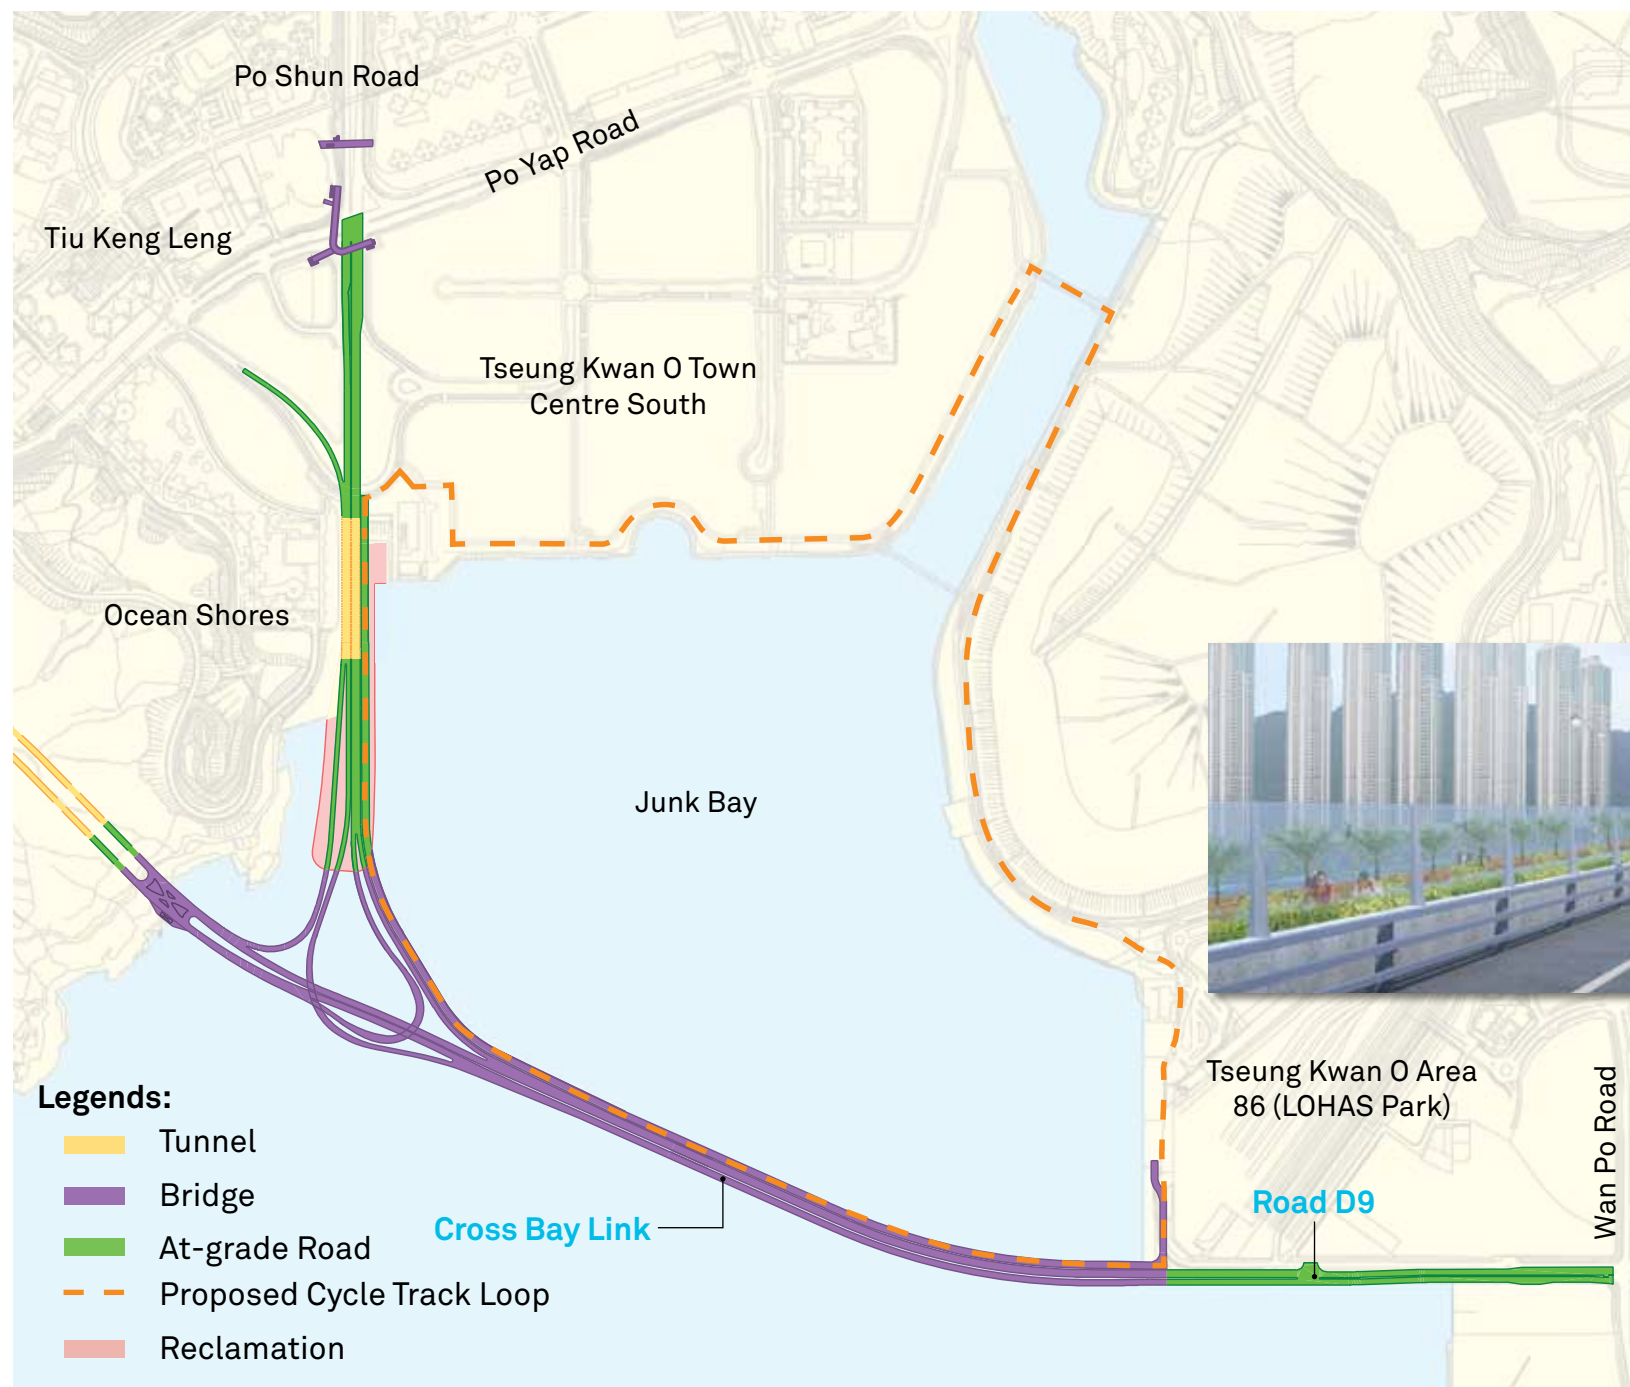 Po Shun Road
Po Yap Road
Tiu Keng Leng
Tseung Kwan O Town
Centre South
Ocean Shores
Junk Bay
Tseung Kwan O Area
86 (LOHAS Park)
Wan Po Road
Road D9
Cross Bay Link
Legends:
Tunnel
Bridge
At-grade Road
Proposed Cycle Track Loop
Reclamation